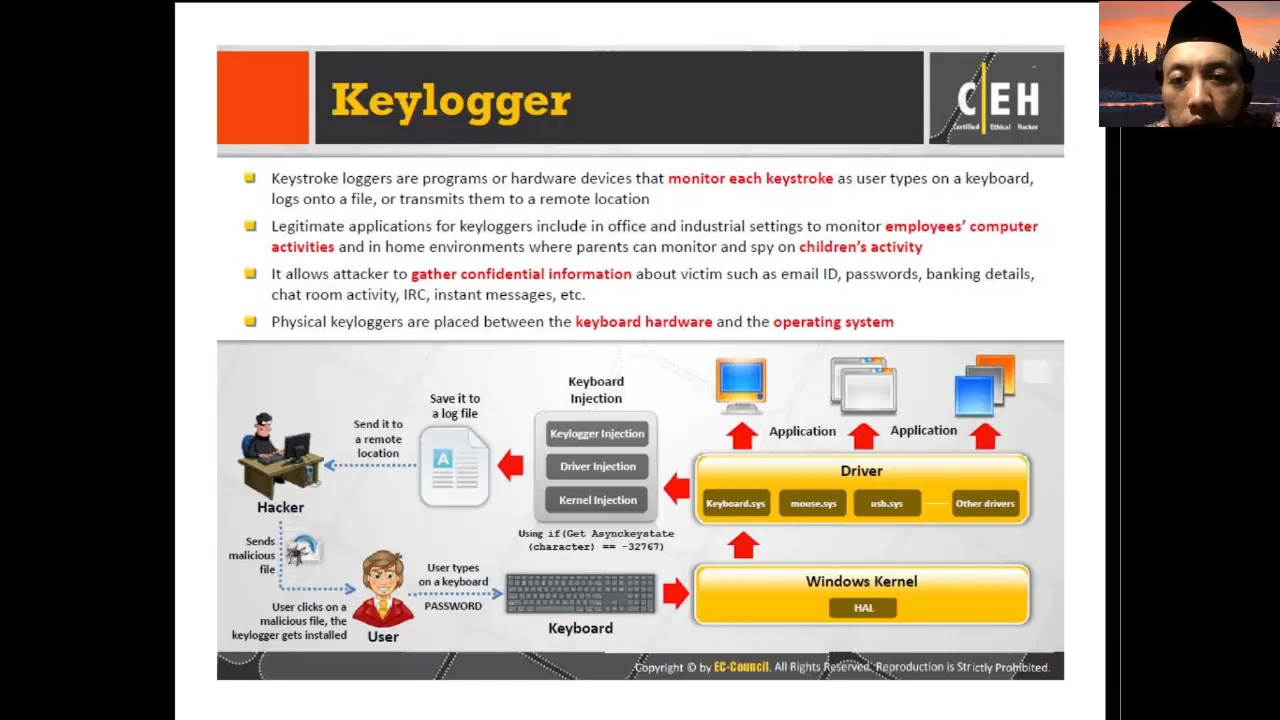 Keylogger
C|EH
Certified Ethical Hacker
Keystroke loggers are programs or hardware devices that monitor each keystroke as user types on a keyboard,
logs onto a file, or transmits them to a remote location
Legitimate applications for keyloggers include in office and industrial settings to monitor employees' computer
activities and in home environments where parents can monitor and spy on children's activity
It allows attacker to gather confidential information about victim such as email ID, passwords, banking details,
chat room activity, IRC, instant messages, etc.
Physical keyloggers are placed between the keyboard hardware and the operating system
Keyboard
Injection
Save it to
a log file
Send it to
a remote
location
Keylogger Injection
Driver Injection
Kernel Injection
Application
Application
Driver
Keyboard.sys
mouse.sys
usb.sys
Other drivers
A
Hacker
Using if(Get Asynckeystate
(character) == -32767)
Sends
malicious
file
User types
on a keyboard
PASSWORD
Windows Kernel
HAL
User clicks on a
malicious file, the
keylogger gets installed
User
Keyboard
Copyright © by EC-Council. All Rights Reserved. Reproduction is Strictly Prohibited.